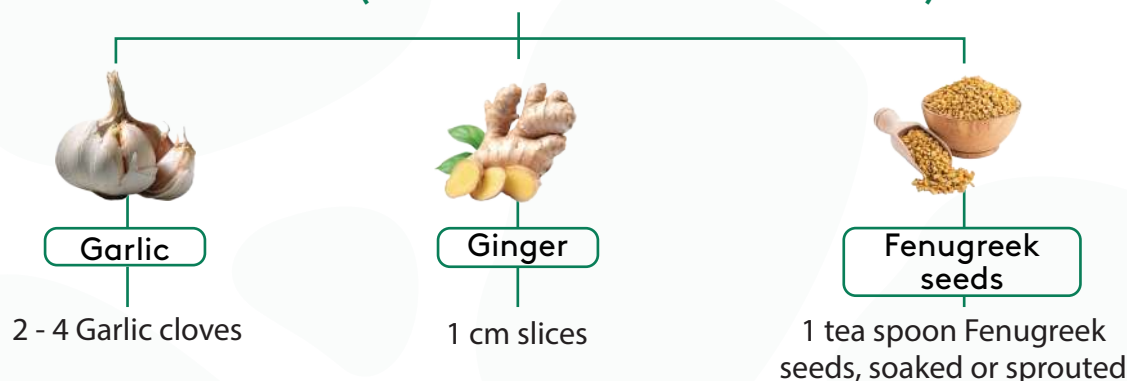 Garlic
2 - 4 Garlic cloves
Ginger
1 cm slices
Fenugreek
seeds
1 tea spoon Fenugreek
seeds, soaked or sprouted